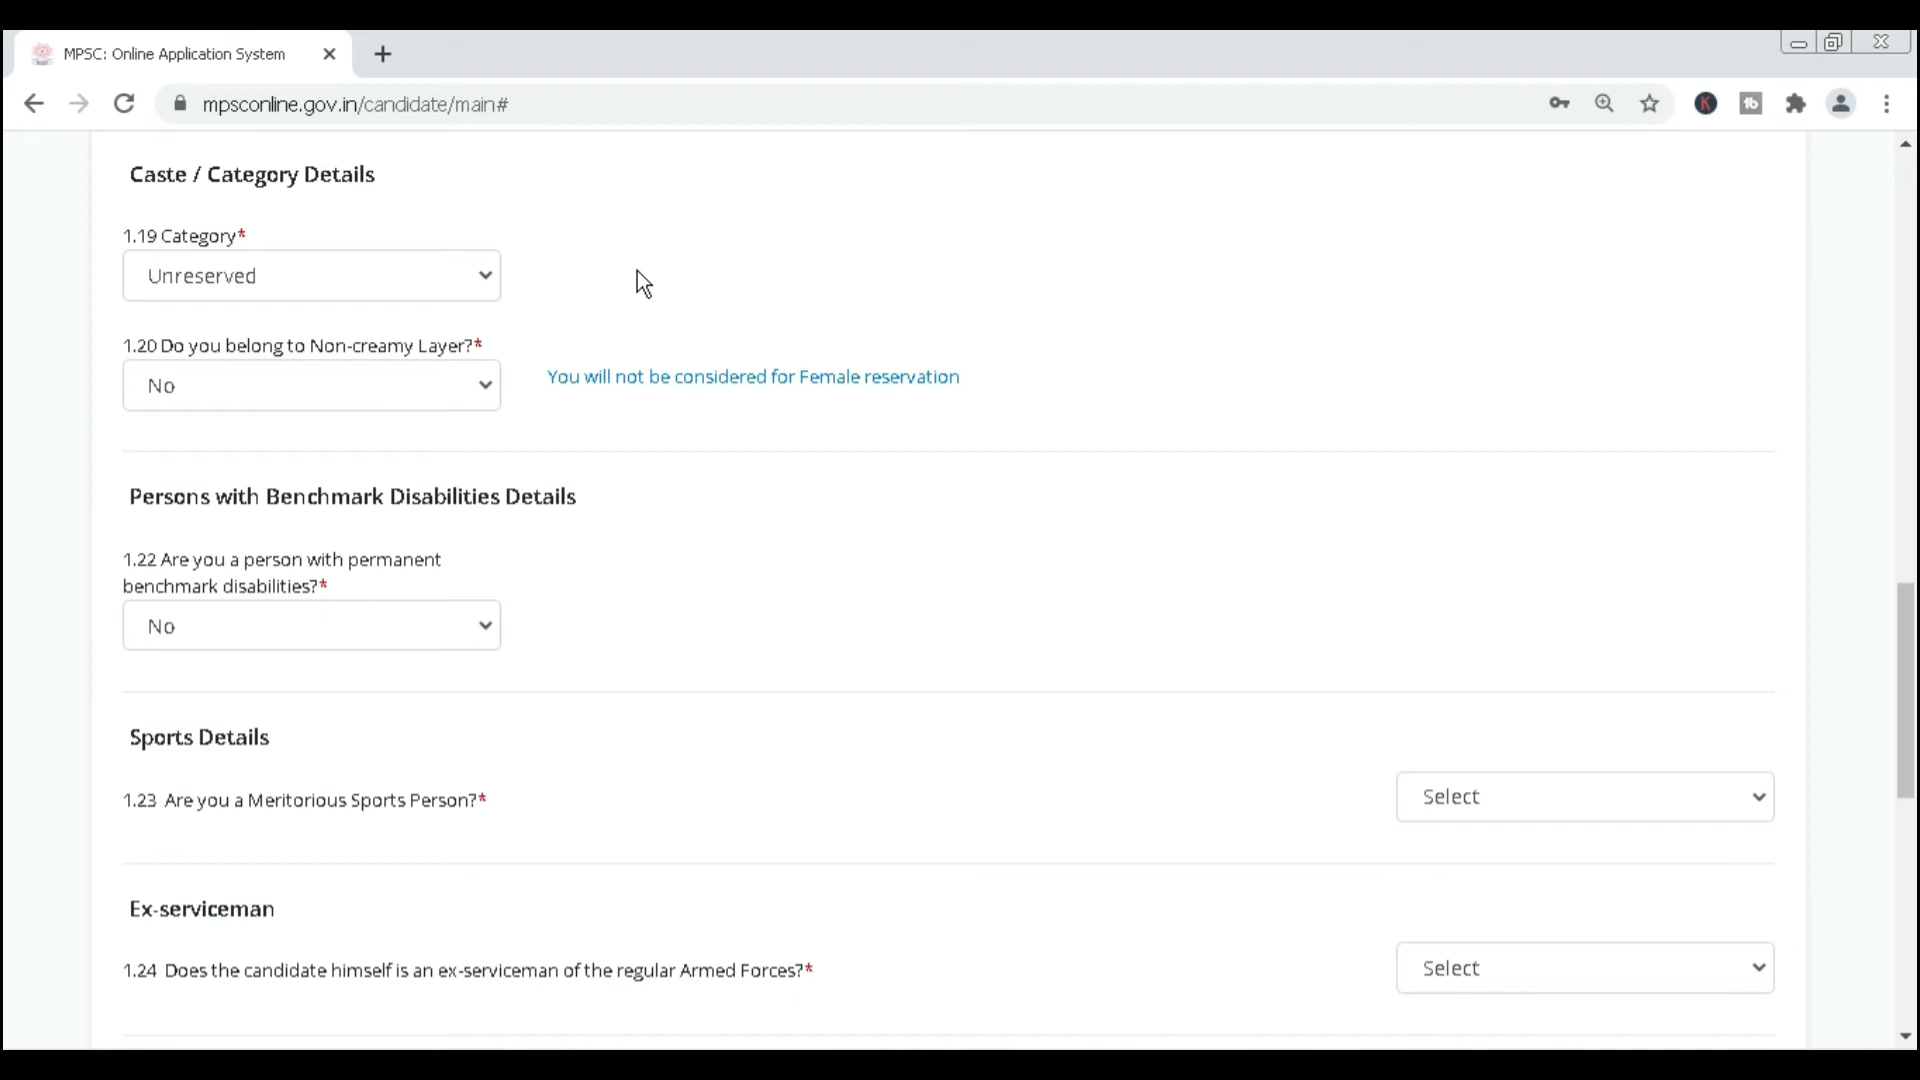 MPSC: Online Application System
mpsconline.gov.in/candidate/main#
Caste / Category Details
1.19 Category*
Unreserved
1.20 Do you belong to Non-creamy Layer?*
No
You will not be considered for Female reservation
Persons with Benchmark Disabilities Details
1.22 Are you a person with permanent
benchmark disabilities?*
No
Sports Details
1.23 Are you a Meritorious Sports Person?*
Select
Ex-serviceman
1.24 Does the candidate himself is an ex-serviceman of the regular Armed Forces?*
Select